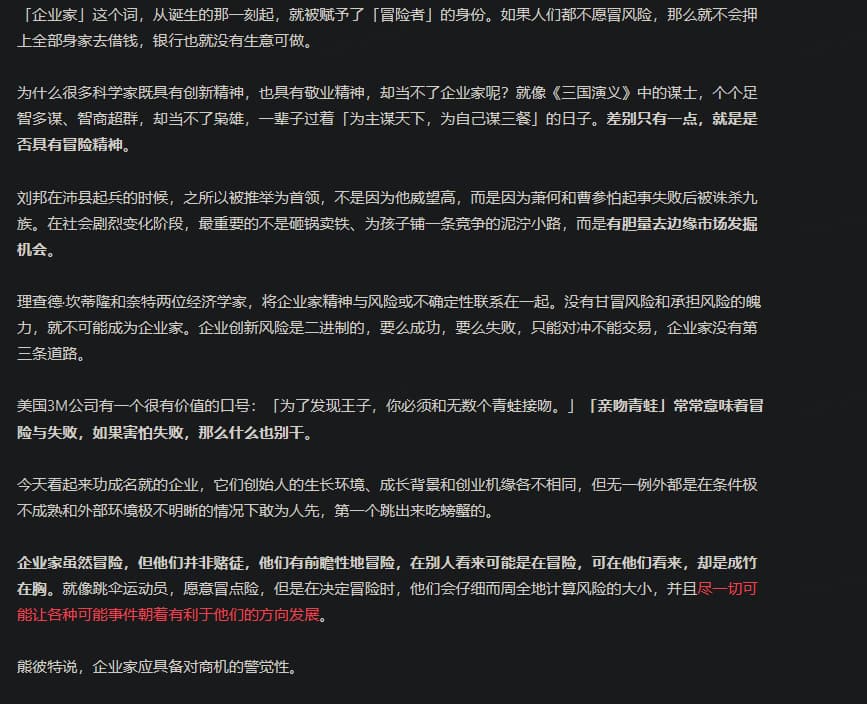 「企业家」这个词，从诞生的那一刻起，就被赋予了「冒险者」的身份。如果人们都不愿冒风险，那么就不会押
上全部身家去借钱，银行也就没有生意可做。
为什么很多科学家既具有创新精神，也具有敬业精神，却当不了企业家呢？就像《三国演义》中的谋士，个个足
智多谋、智商超群，却当不了枭雄，一辈子过着「为主谋天下，为自己谋三餐」的日子。差别只有一点，就是是
否具有冒险精神。
刘邦在沛县起兵的时候，之所以被推举为首领，不是因为他威望高，而是因为萧何和曹参怕起事失败后被诛杀九
族。在社会剧烈变化阶段，最重要的不是砸锅卖铁、为孩子铺一条竞争的泥泞小路，而是有胆量去边缘市场发掘
机会。
理查德·坎蒂隆和奈特两位经济学家，将企业家精神与风险或不确定性联系在一起。没有甘冒风险和承担风险的魄
力，就不可能成为企业家。企业创新风险是二进制的，要么成功，要么失败，只能对冲不能交易，企业家没有第
三条道路。
美国3M公司有一个很有价值的口号：「为了发现王子，你必须和无数个青蛙接吻。」「亲吻青蛙」常常意味着冒
险与失败，如果害怕失败，那么什么也别干。
今天看起来功成名就的企业，它们创始人的生长环境、成长背景和创业机缘各不相同，但无一例外都是在条件极
不成熟和外部环境极不明晰的情况下敢为人先，第一个跳出来吃螃蟹的。
企业家虽然冒险，但他们并非赌徒，他们有前瞻性地冒险，在别人看来可能是在冒险，可在他们看来，却是成竹
在胸。就像跳伞运动员，愿意冒点险，但是在决定冒险时，他们会仔细而周全地计算风险的大小，并且尽一切可
能让各种可能事件朝着有利于他们的方向发展。
熊彼特说，企业家应具备对商机的警觉性。